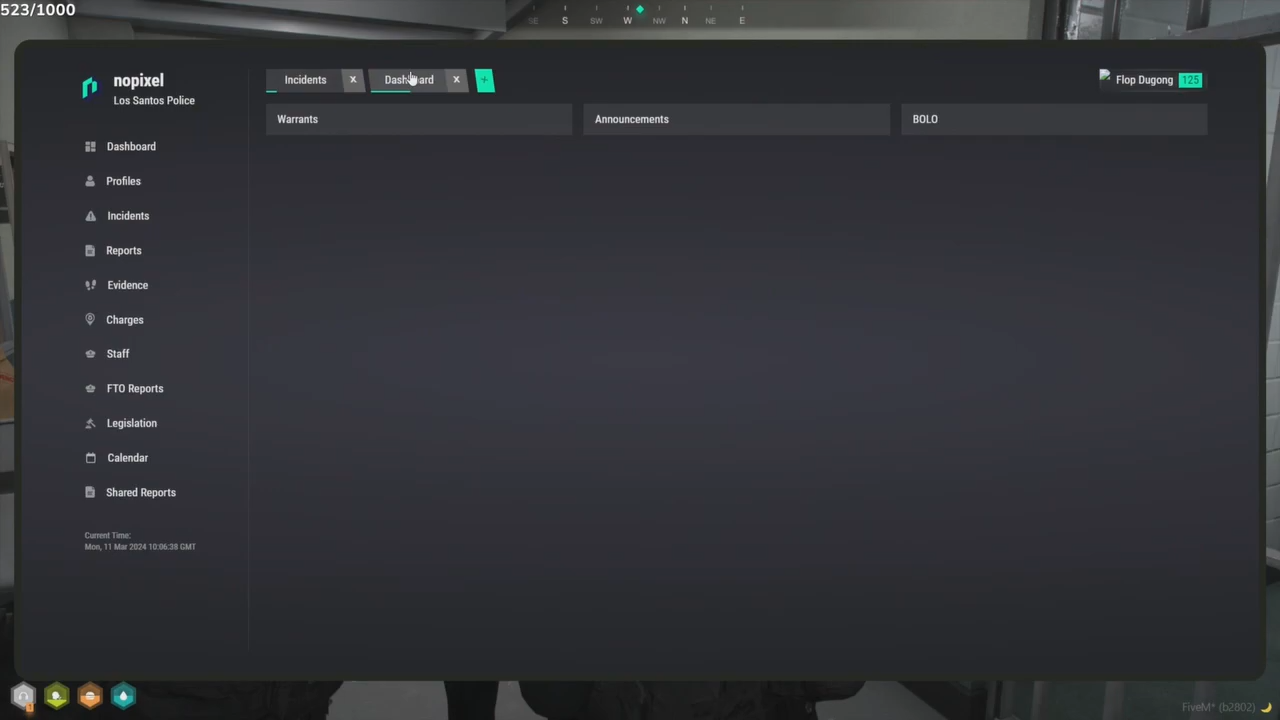 523/1000
SE S SW W NW N NE E
nopixel
Los Santos Police
Incidents x Dashboard x +
Flop Dugong 125
Warrants
Announcements
BOLO
Dashboard
Profiles
Incidents
Reports
Evidence
Charges
Staff
FTO Reports
Legislation
Calendar
Shared Reports
Current Time:
Mon, 11 Mar 2024 10:06:38 GMT
FiveM* (b2802)